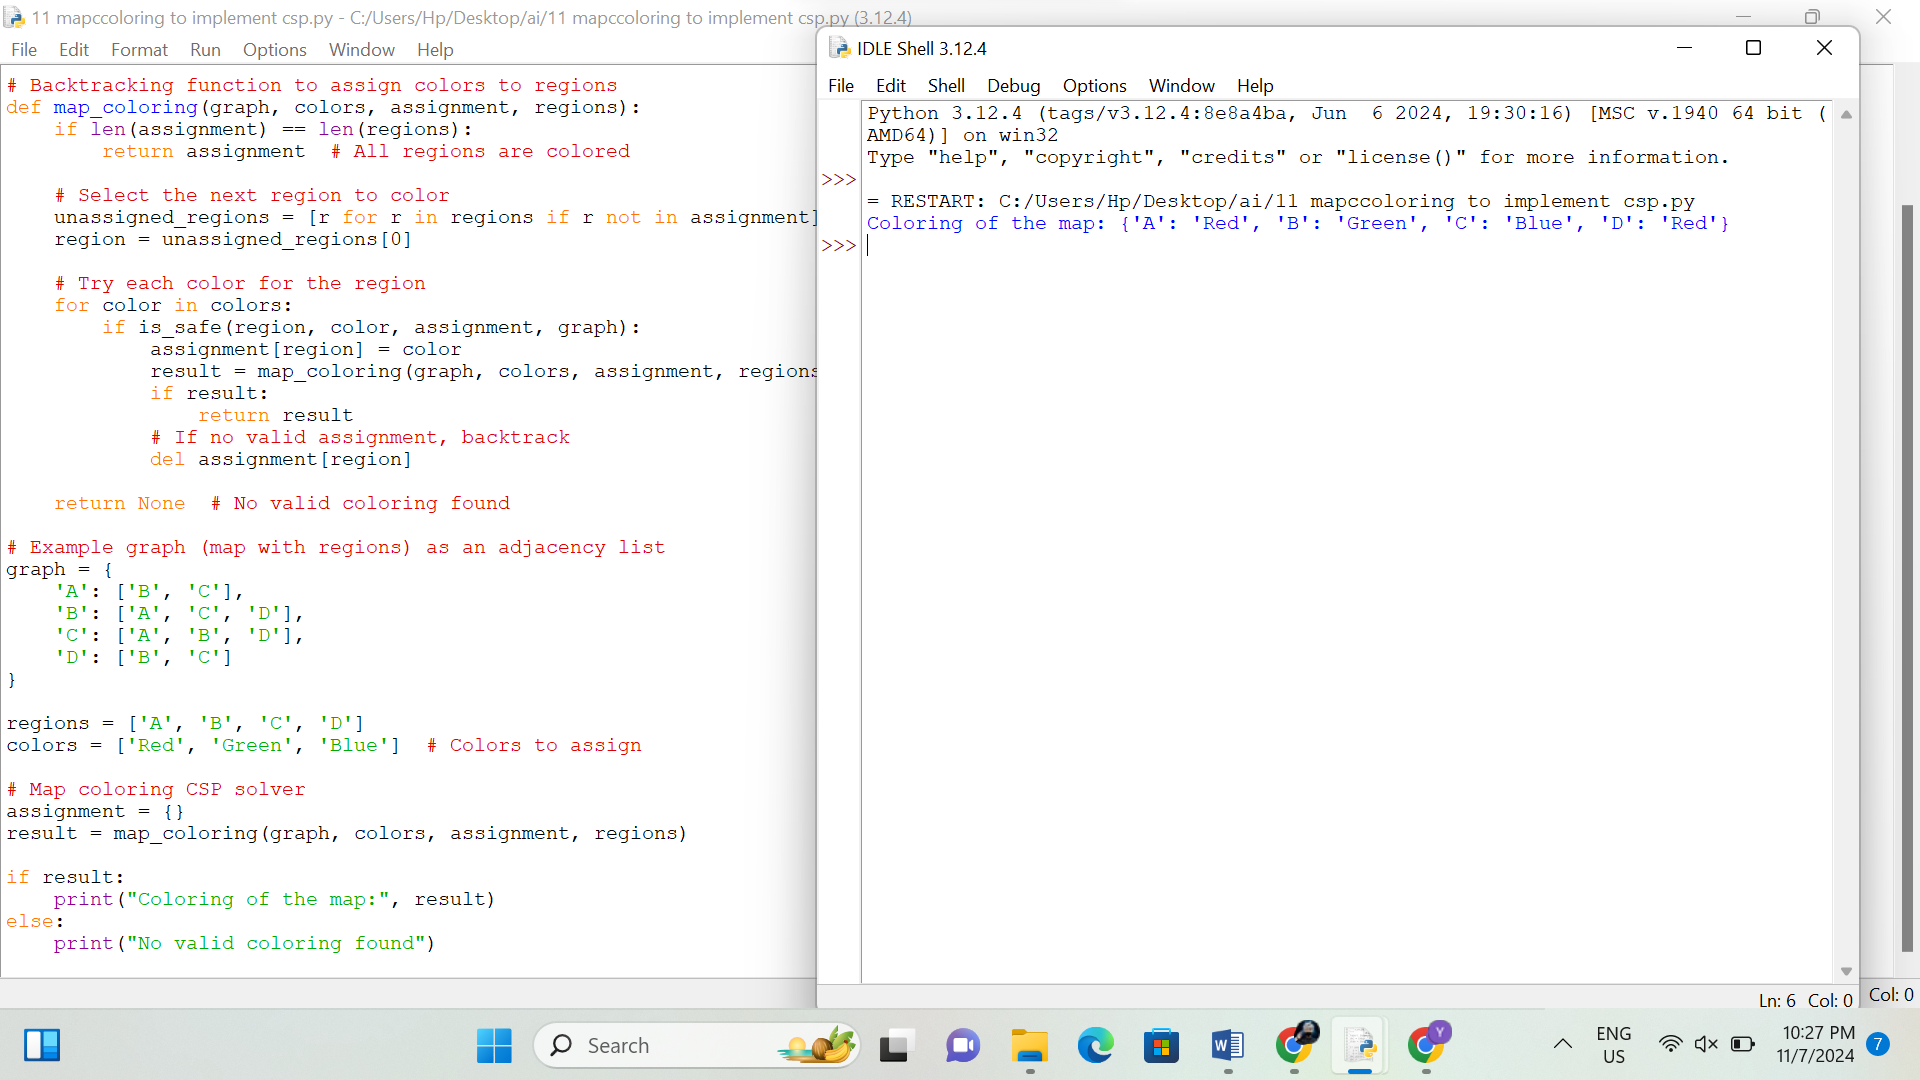 11 mapccoloring to implement csp.py - C:/Users/Hp/Desktop/ai/11 mapccoloring to implement csp.py (3.12.4)
File Edit Format Run Options Window Help
# Backtracking function to assign colors to regions
def map_coloring(graph, colors, assignment, regions):
    if len(assignment) == len(regions):
        return assignment  # All regions are colored
    # Select the next region to color
    unassigned_regions = [r for r in regions if r not in assignment]
    region = unassigned_regions[0]
    # Try each color for the region
    for color in colors:
        if is_safe(region, color, assignment, graph):
            assignment[region] = color
            result = map_coloring(graph, colors, assignment, regions
            if result:
                return result
            # If no valid assignment, backtrack
            del assignment[region]
    return None  # No valid coloring found
# Example graph (map with regions) as an adjacency list
graph = {
    'A': ['B', 'C'],
    'B': ['A', 'C', 'D'],
    'C': ['A', 'B', 'D'],
    'D': ['B', 'C']
}
regions = ['A', 'B', 'C', 'D']
colors = ['Red', 'Green', 'Blue']  # Colors to assign
# Map coloring CSP solver
assignment = {}
result = map_coloring(graph, colors, assignment, regions)
if result:
    print("Coloring of the map:", result)
else:
    print("No valid coloring found")
IDLE Shell 3.12.4
File Edit Shell Debug Options Window Help
Python 3.12.4 (tags/v3.12.4:8e8a4ba, Jun  6 2024, 19:30:16) [MSC v.1940 64 bit (
AMD64)] on win32
Type "help", "copyright", "credits" or "license()" for more information.
>>>
= RESTART: C:/Users/Hp/Desktop/ai/11 mapccoloring to implement csp.py
Coloring of the map: {'A': 'Red', 'B': 'Green', 'C': 'Blue', 'D': 'Red'}
>>>
Ln: 6 Col: 0
Col: 0
Search
Y
ENG
US
10:27 PM
11/7/2024
7